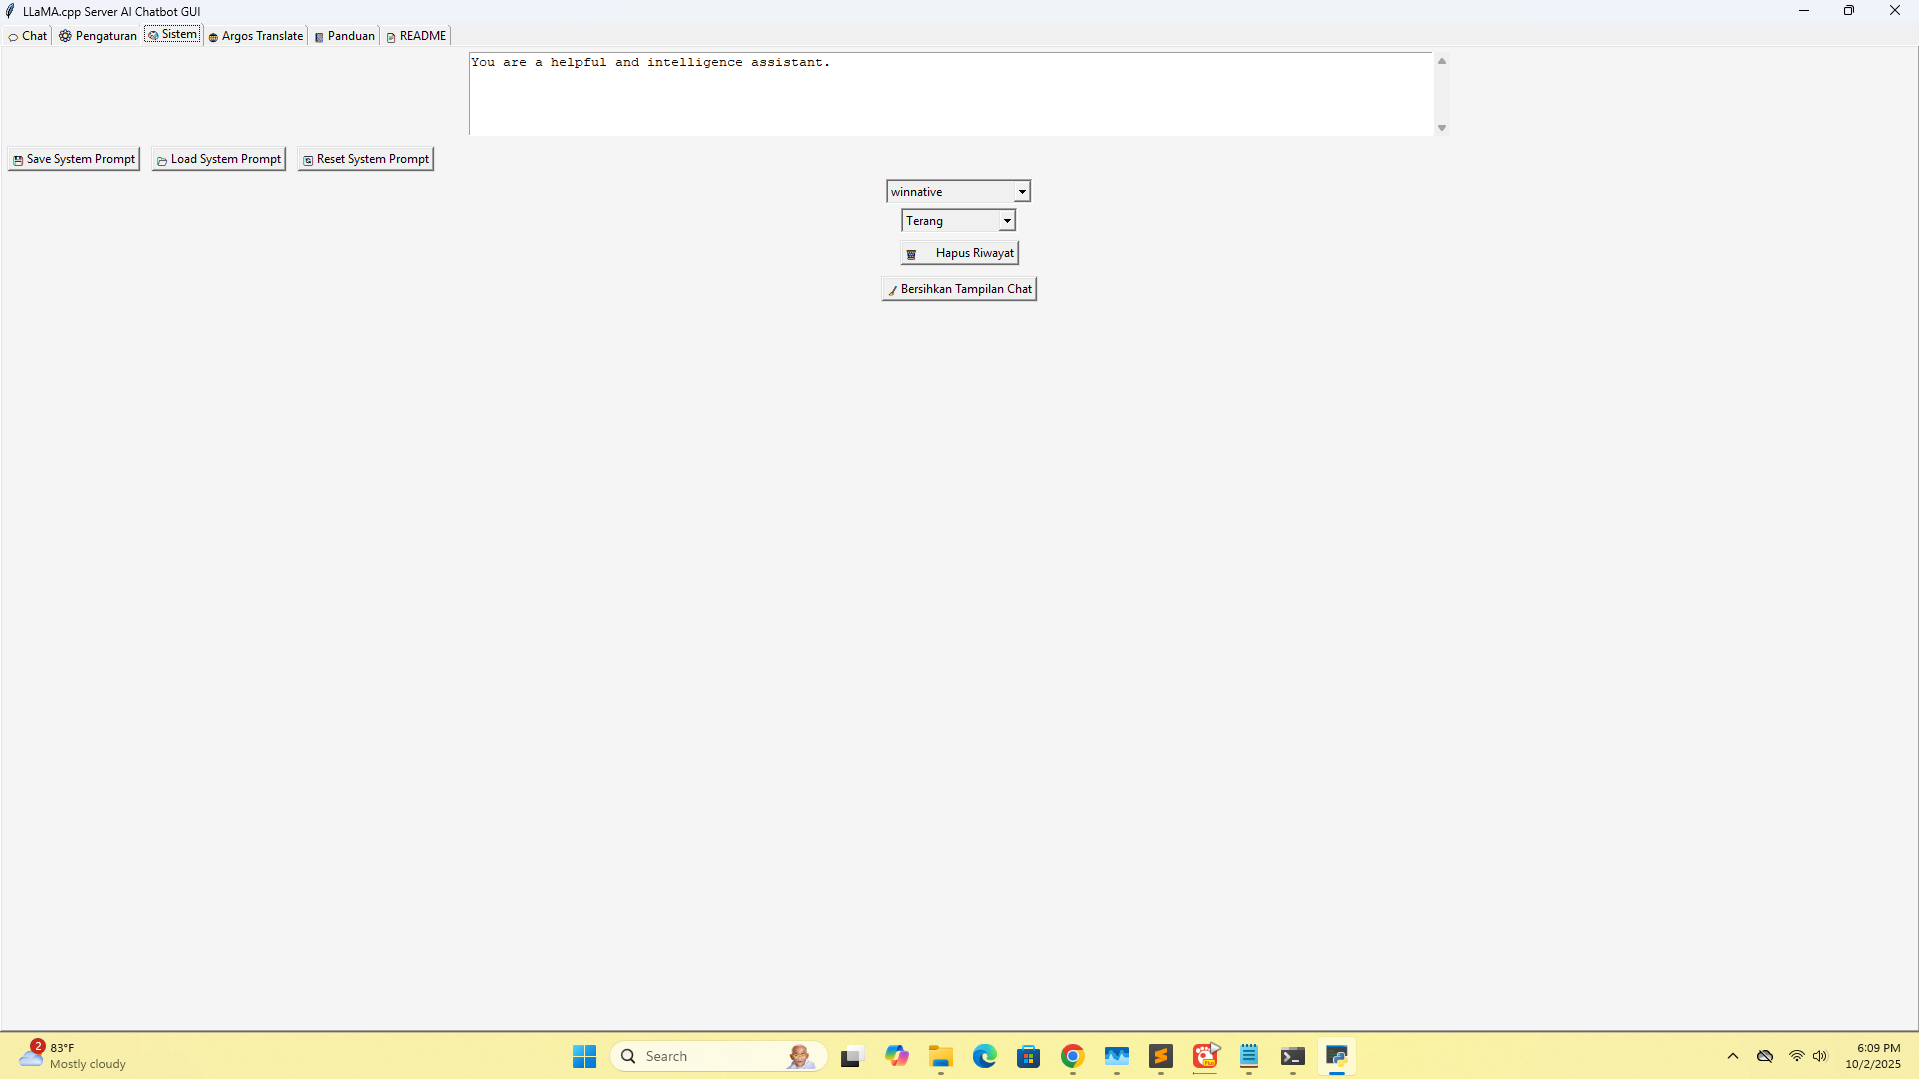 LLaMA.cpp Server AI Chatbot GUI
Chat Pengaturan Sistem Argos Translate Panduan README
You are a helpful and intelligence assistant.
Save System Prompt Load System Prompt Reset System Prompt
winnative
Terang
Hapus Riwayat
Bersihkan Tampilan Chat
2
83°F
Mostly cloudy
Search
6:09 PM
10/2/2025